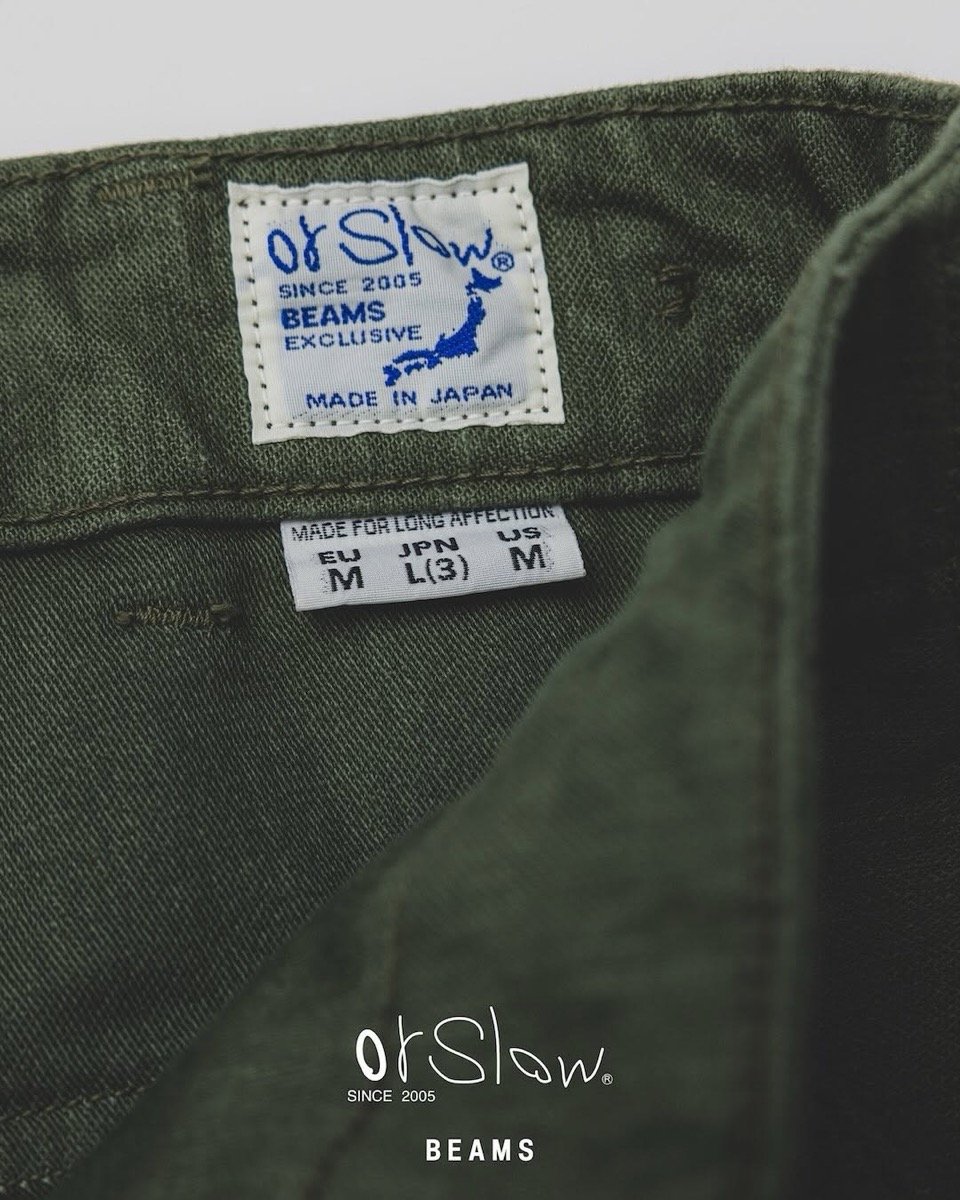 orSlow®
SINCE 2005
BEAMS
EXCLUSIVE
MADE IN JAPAN
MADE FOR LONG AFFECTION
EU JPN US
M L(3) M
orSlow®
SINCE 2005
BEAMS